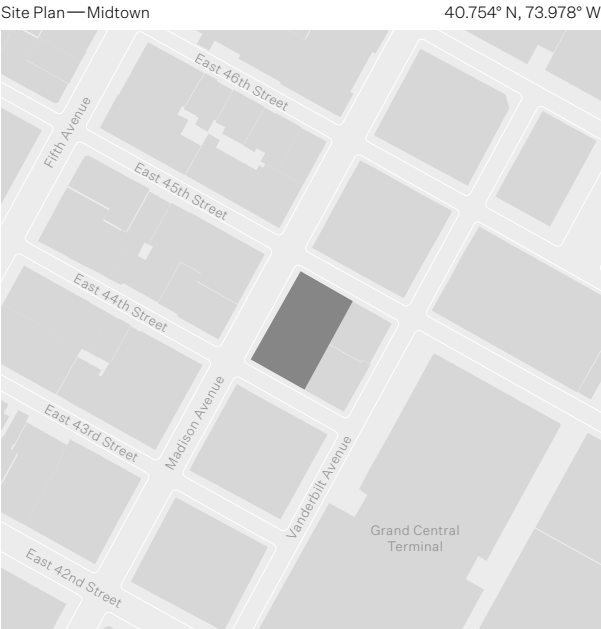 Site Plan—Midtown
40.754° N, 73.978° W
East 46th Street
Fifth Avenue
East 45th Street
East 44th Street
Madison Avenue
East 43rd Street
Vanderbilt Avenue
Grand Central
Terminal
East 42nd Street